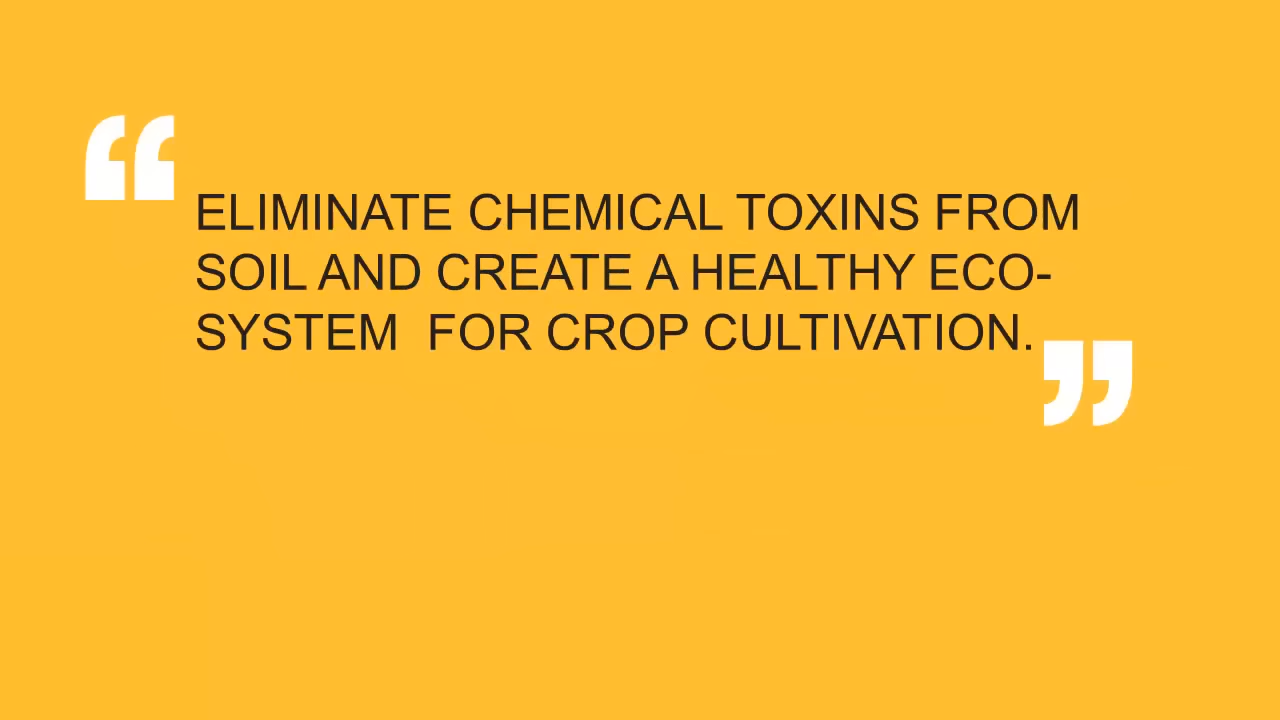 “ELIMINATE CHEMICAL TOXINS FROM
SOIL AND CREATE A HEALTHY ECO-
SYSTEM  FOR CROP CULTIVATION.”